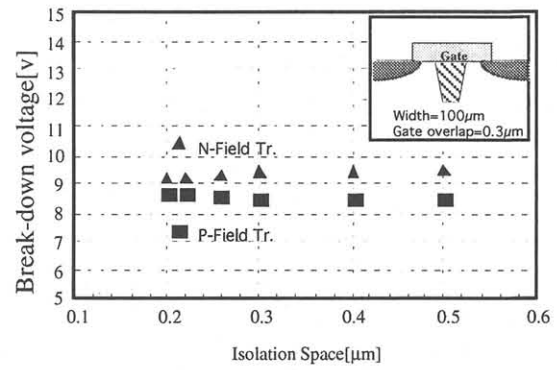 Break-down voltage[v]
15
14
13
12
11
10
9
8
7
6
5
Gate
Width=100μm
Gate overlap=0.3μm
N-Field Tr.
P-Field Tr.
0.1
0.2
0.3
0.4
0.5
0.6
Isolation Space[μm]